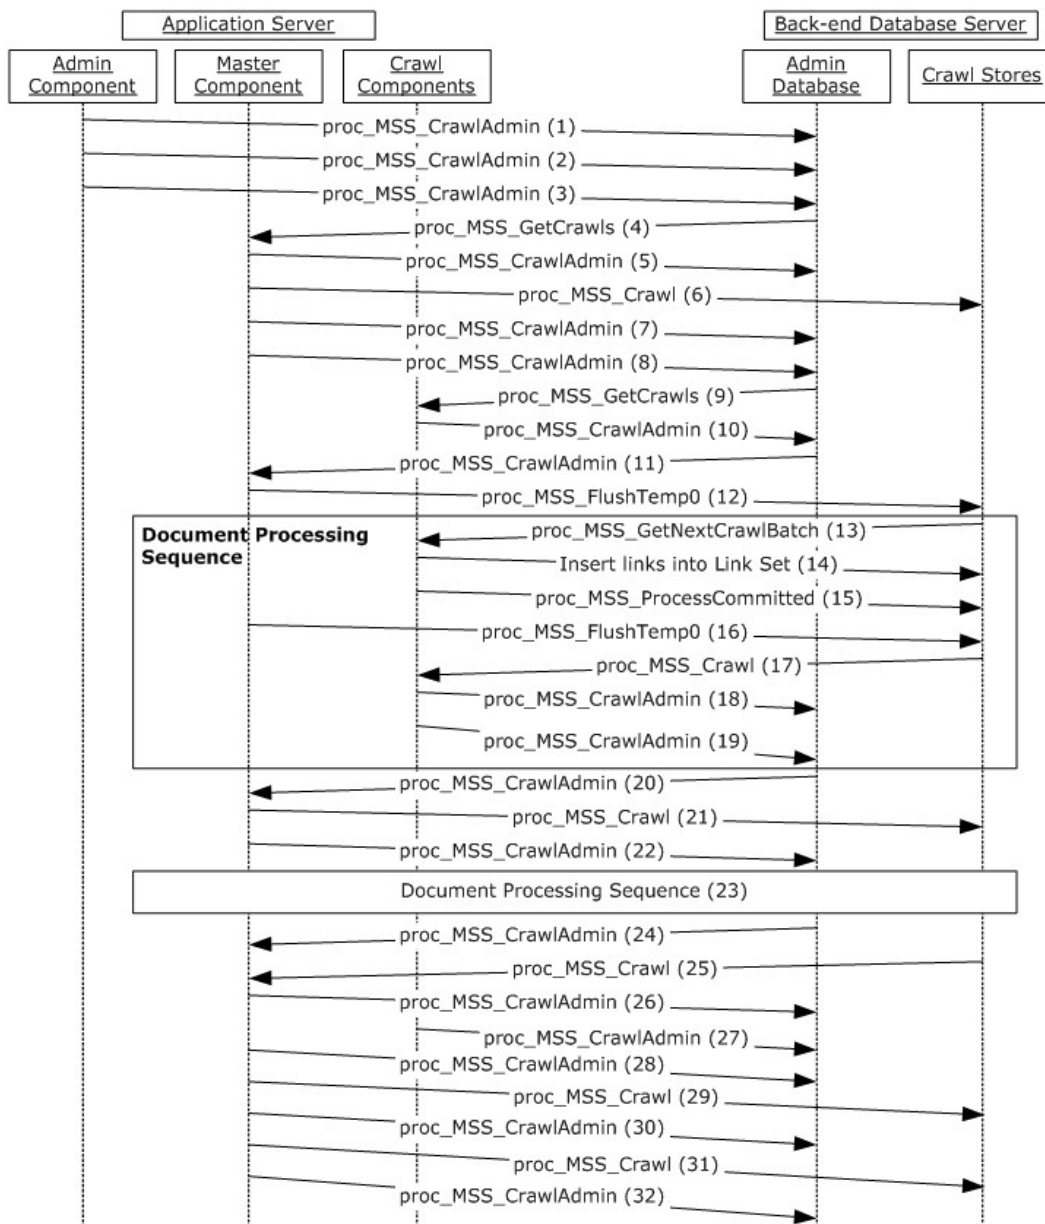 Application Server
Back-end Database Server
Admin
Component
Master
Component
Crawl
Components
Admin
Database
Crawl Stores
proc_MSS_CrawlAdmin (1)
proc_MSS_CrawlAdmin (2)
proc_MSS_CrawlAdmin (3)
proc_MSS_GetCrawls (4)
proc_MSS_CrawlAdmin (5)
proc_MSS_Crawl (6)
proc_MSS_CrawlAdmin (7)
proc_MSS_CrawlAdmin (8)
proc_MSS_GetCrawls (9)
proc_MSS_CrawlAdmin (10)
proc_MSS_CrawlAdmin (11)
proc_MSS_FlushTemp0 (12)
Document Processing
Sequence
proc_MSS_GetNextCrawlBatch (13)
Insert links into Link Set (14)
proc_MSS_ProcessCommitted (15)
proc_MSS_FlushTemp0 (16)
proc_MSS_Crawl (17)
proc_MSS_CrawlAdmin (18)
proc_MSS_CrawlAdmin (19)
proc_MSS_CrawlAdmin (20)
proc_MSS_Crawl (21)
proc_MSS_CrawlAdmin (22)
Document Processing Sequence (23)
proc_MSS_CrawlAdmin (24)
proc_MSS_Crawl (25)
proc_MSS_CrawlAdmin (26)
proc_MSS_CrawlAdmin (27)
proc_MSS_CrawlAdmin (28)
proc_MSS_Crawl (29)
proc_MSS_CrawlAdmin (30)
proc_MSS_Crawl (31)
proc_MSS_CrawlAdmin (32)